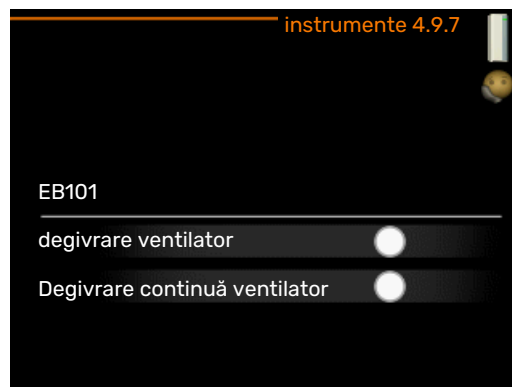 instrumente 4.9.7
EB101
degivrare ventilator
Degivrare continuă ventilator